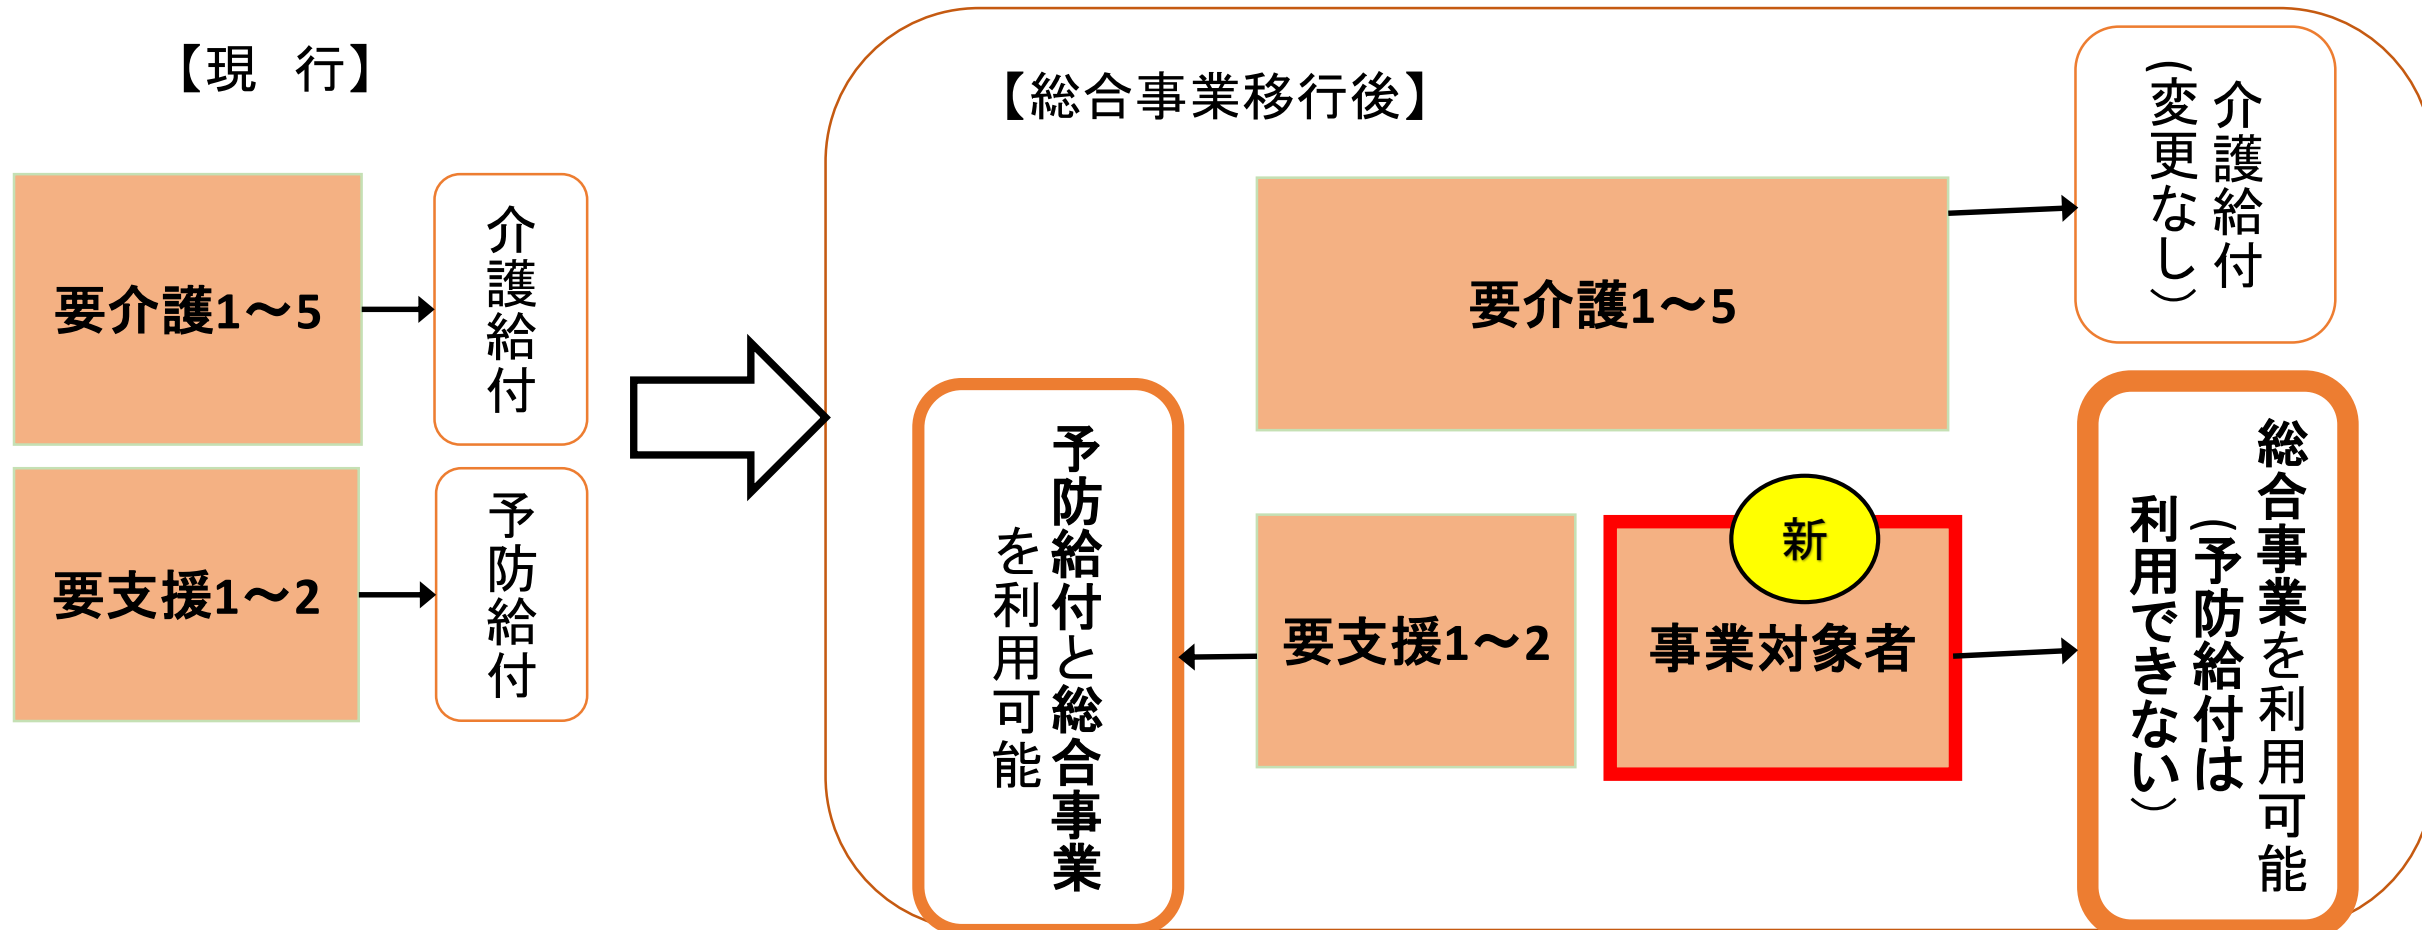 【現　行】
要介護1～5
介護給付
要支援1～2
予防給付
【総合事業移行後】
要介護1～5
介護給付
（変更なし）
予防給付と総合事業
を利用可能
要支援1～2
新
事業対象者
総合事業を利用可能
（予防給付は
利用できない）